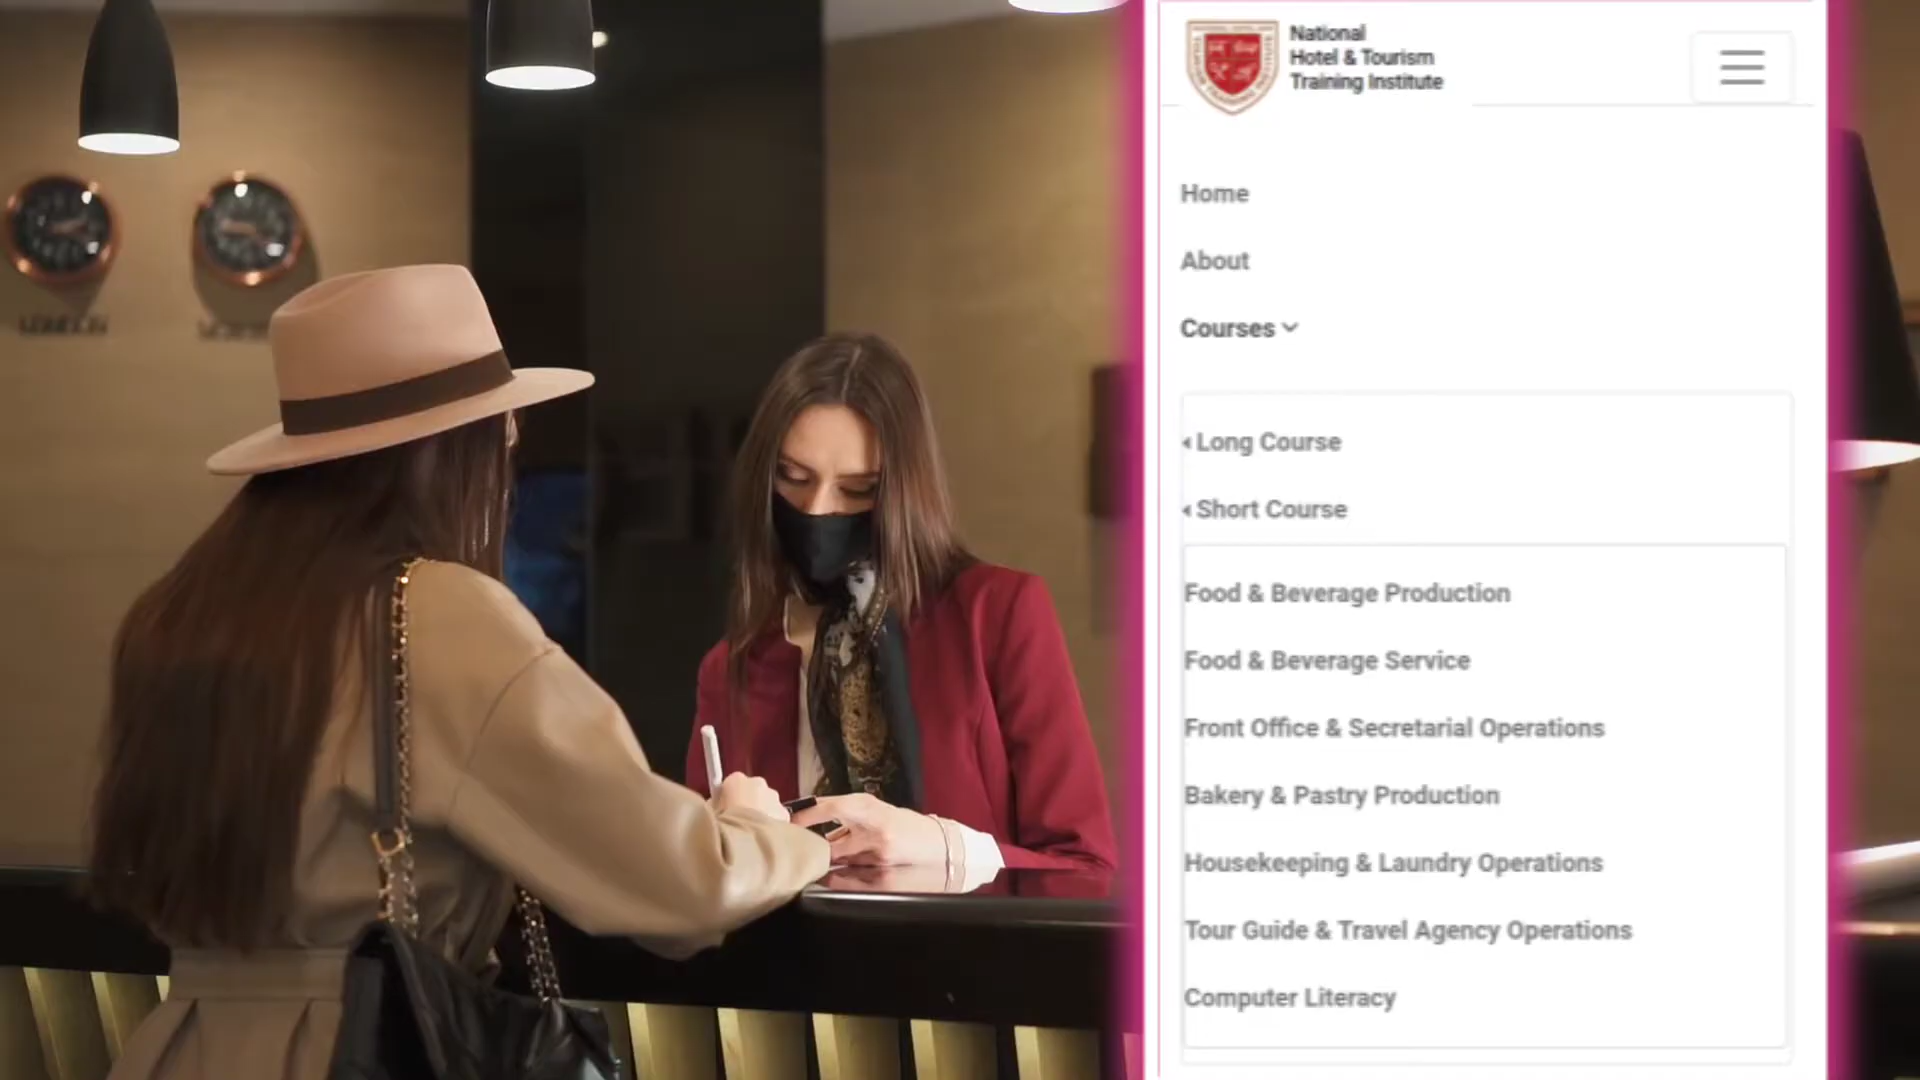 National
Hotel & Tourism
Training Institute
Home
About
Courses
Long Course
Short Course
Food & Beverage Production
Food & Beverage Service
Front Office & Secretarial Operations
Bakery & Pastry Production
Housekeeping & Laundry Operations
Tour Guide & Travel Agency Operations
Computer Literacy
LONDON